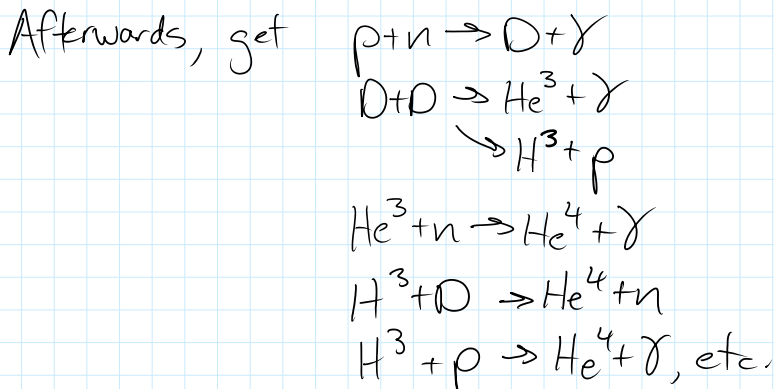 Afterwards, get p+n → D+γ
D+D → He³+γ
↘ H³+p
He³+n → He⁴+γ
H³+D → He⁴+n
H³+p → He⁴+γ, etc.